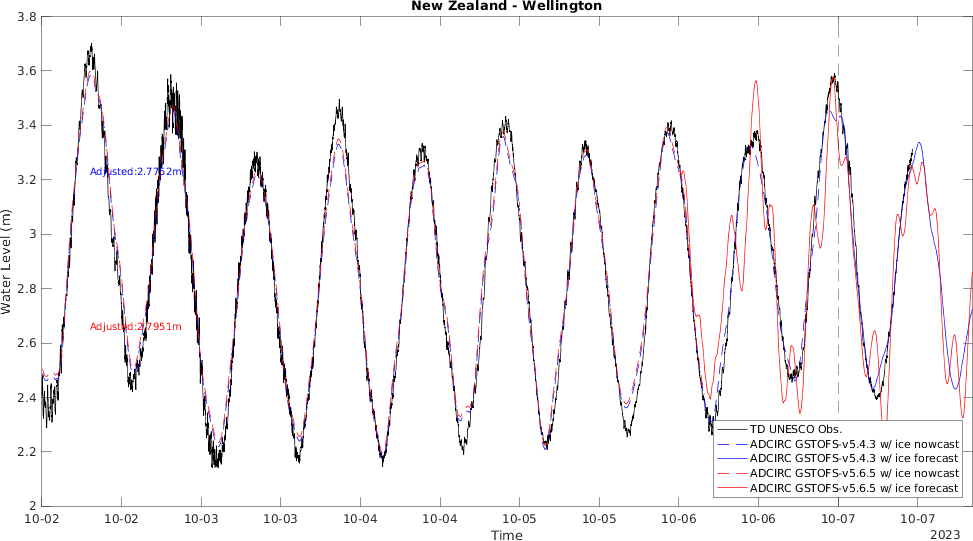 New Zealand - Wellington
3.8
3.6
3.4
3.2
3
2.8
2.6
2.4
2.2
2
Water Level (m)
Adjusted:2.7752m
Adjusted:2.7951m
TD UNESCO Obs.
ADCIRC GSTOFS-v5.4.3 w/ ice nowcast
ADCIRC GSTOFS-v5.4.3 w/ ice forecast
ADCIRC GSTOFS-v5.6.5 w/ ice nowcast
ADCIRC GSTOFS-v5.6.5 w/ ice forecast
10-02 10-02 10-03 10-03 10-04 10-04 10-05 10-05 10-06 10-06 10-07 10-07
Time
2023